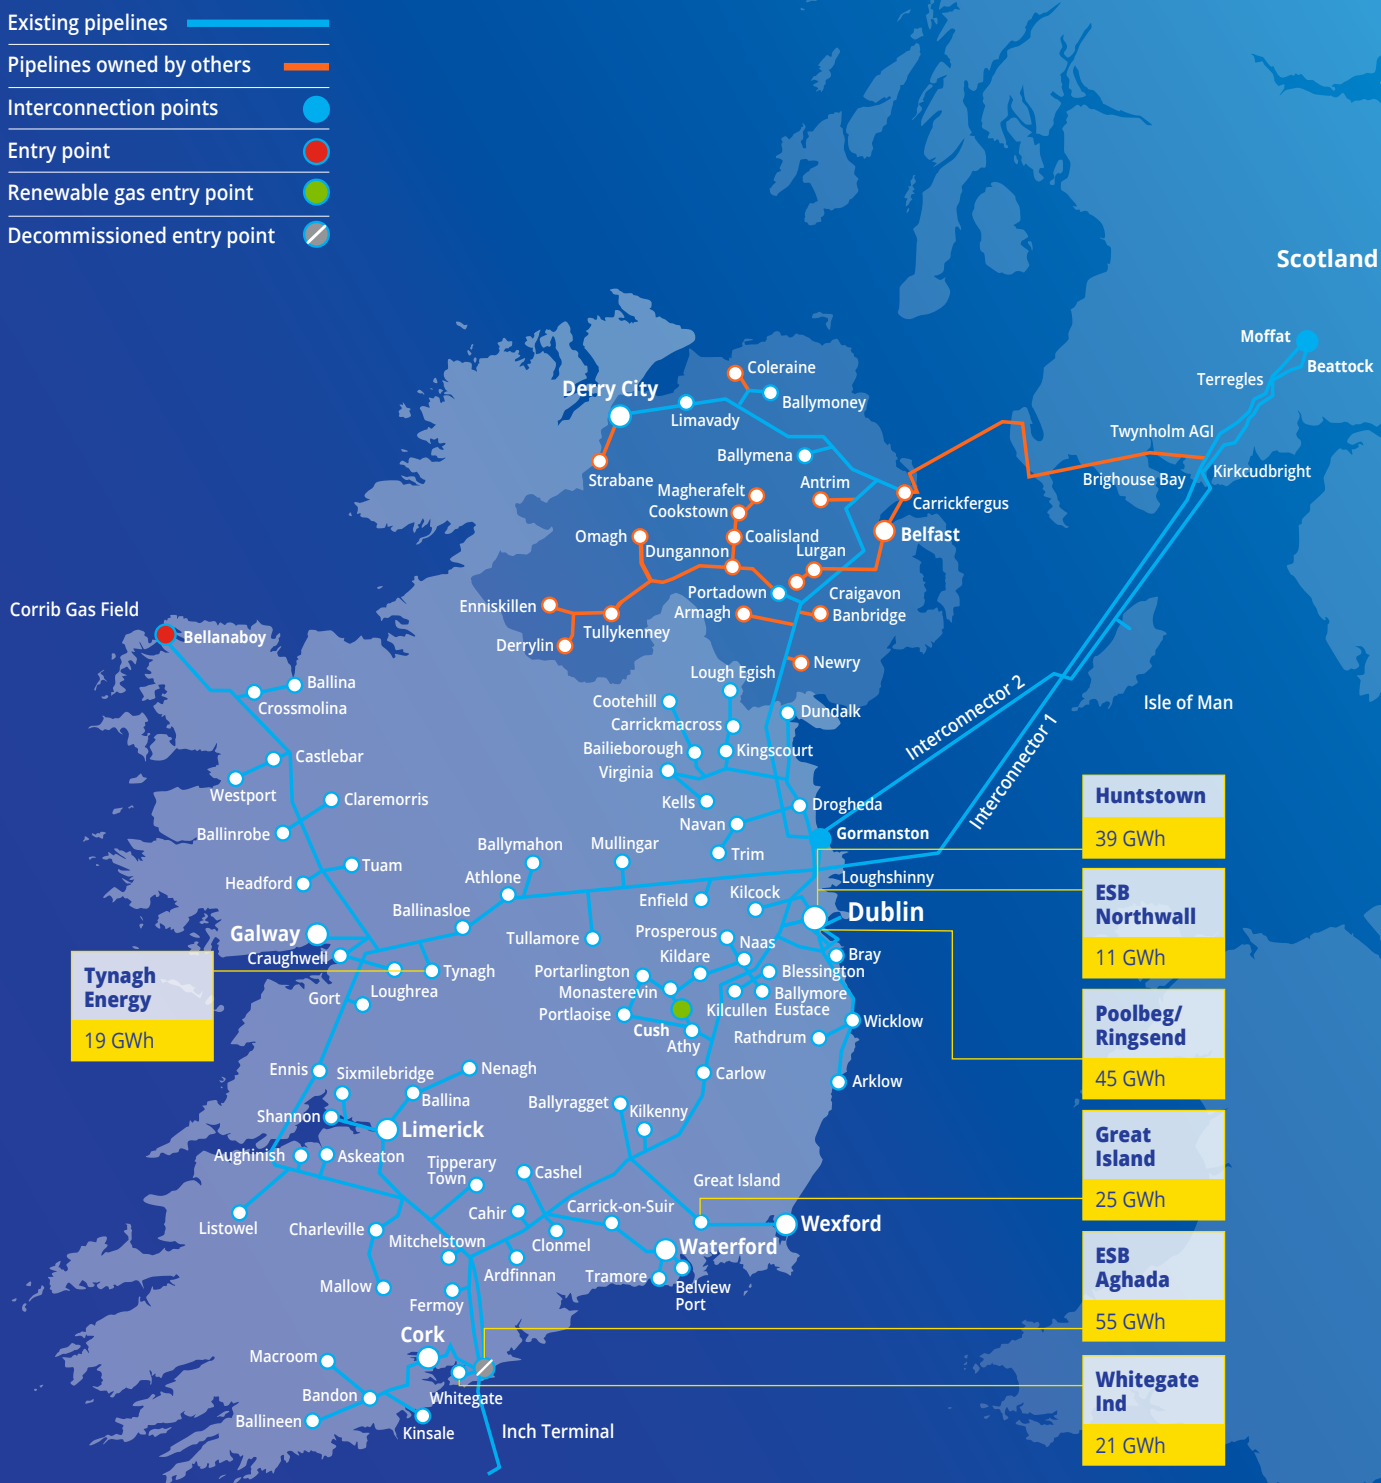 Existing pipelines
Pipelines owned by others
Interconnection points
Entry point
Renewable gas entry point
Decommissioned entry point
Scotland
Moffat
Beattock
Terregles
Twynholm AGI
Kirkcudbright
Brighouse Bay
Coleraine
Derry City
Ballymoney
Limavady
Ballymena
Strabane
Antrim
Magherafelt
Cookstown
Carrickfergus
Omagh
Coalisland
Belfast
Dungannon
Lurgan
Portadown
Craigavon
Enniskillen
Armagh
Banbridge
Tullykenney
Derrylin
Newry
Corrib Gas Field
Bellanaboy
Lough Egish
Ballina
Crossmolina
Cootehill
Dundalk
Carrickmacross
Interconnector 2
Isle of Man
Interconnector 1
Bailieborough
Kingscourt
Castlebar
Virginia
Westport
Claremorris
Kells
Drogheda
Navan
Ballinrobe
Gormanston
Ballymahon
Mullingar
Trim
Tuam
Headford
Athlone
Loughshinny
Enfield
Kilcock
Ballinasloe
Dublin
Galway
Tullamore
Prosperous
Naas
Craughwell
Kildare
Bray
Tynagh
Portarlington
Blessington
Loughrea
Monasterevin
Ballymore
Eustace
Gort
Kilcullen
Portlaoise
Cush
Athy
Rathdrum
Wicklow
Ennis
Sixmilebridge
Nenagh
Carlow
Arklow
Ballina
Ballyragget
Kilkenny
Shannon
Limerick
Aughinish
Askeaton
Tipperary
Town
Cashel
Great Island
Listowel
Charleville
Cahir
Carrick-on-Suir
Wexford
Mitchelstown
Clonmel
Waterford
Mallow
Ardfinnan
Tramore
Belview
Port
Fermoy
Cork
Macroom
Bandon
Whitegate
Ballineen
Kinsale
Inch Terminal
Tynagh
Energy
19 GWh
Huntstown
39 GWh
ESB
Northwall
11 GWh
Poolbeg/
Ringsend
45 GWh
Great
Island
25 GWh
ESB
Aghada
55 GWh
Whitegate
Ind
21 GWh